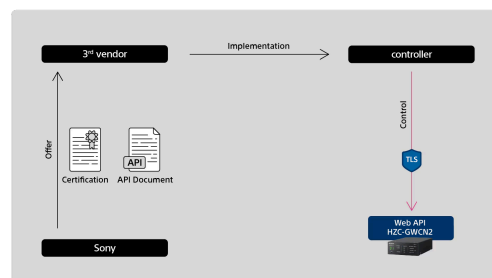 3rd vendor
Implementation
controller
Offer
Control
API
Certification
API Document
TLS
Web API
HZC-GWCN2
Sony